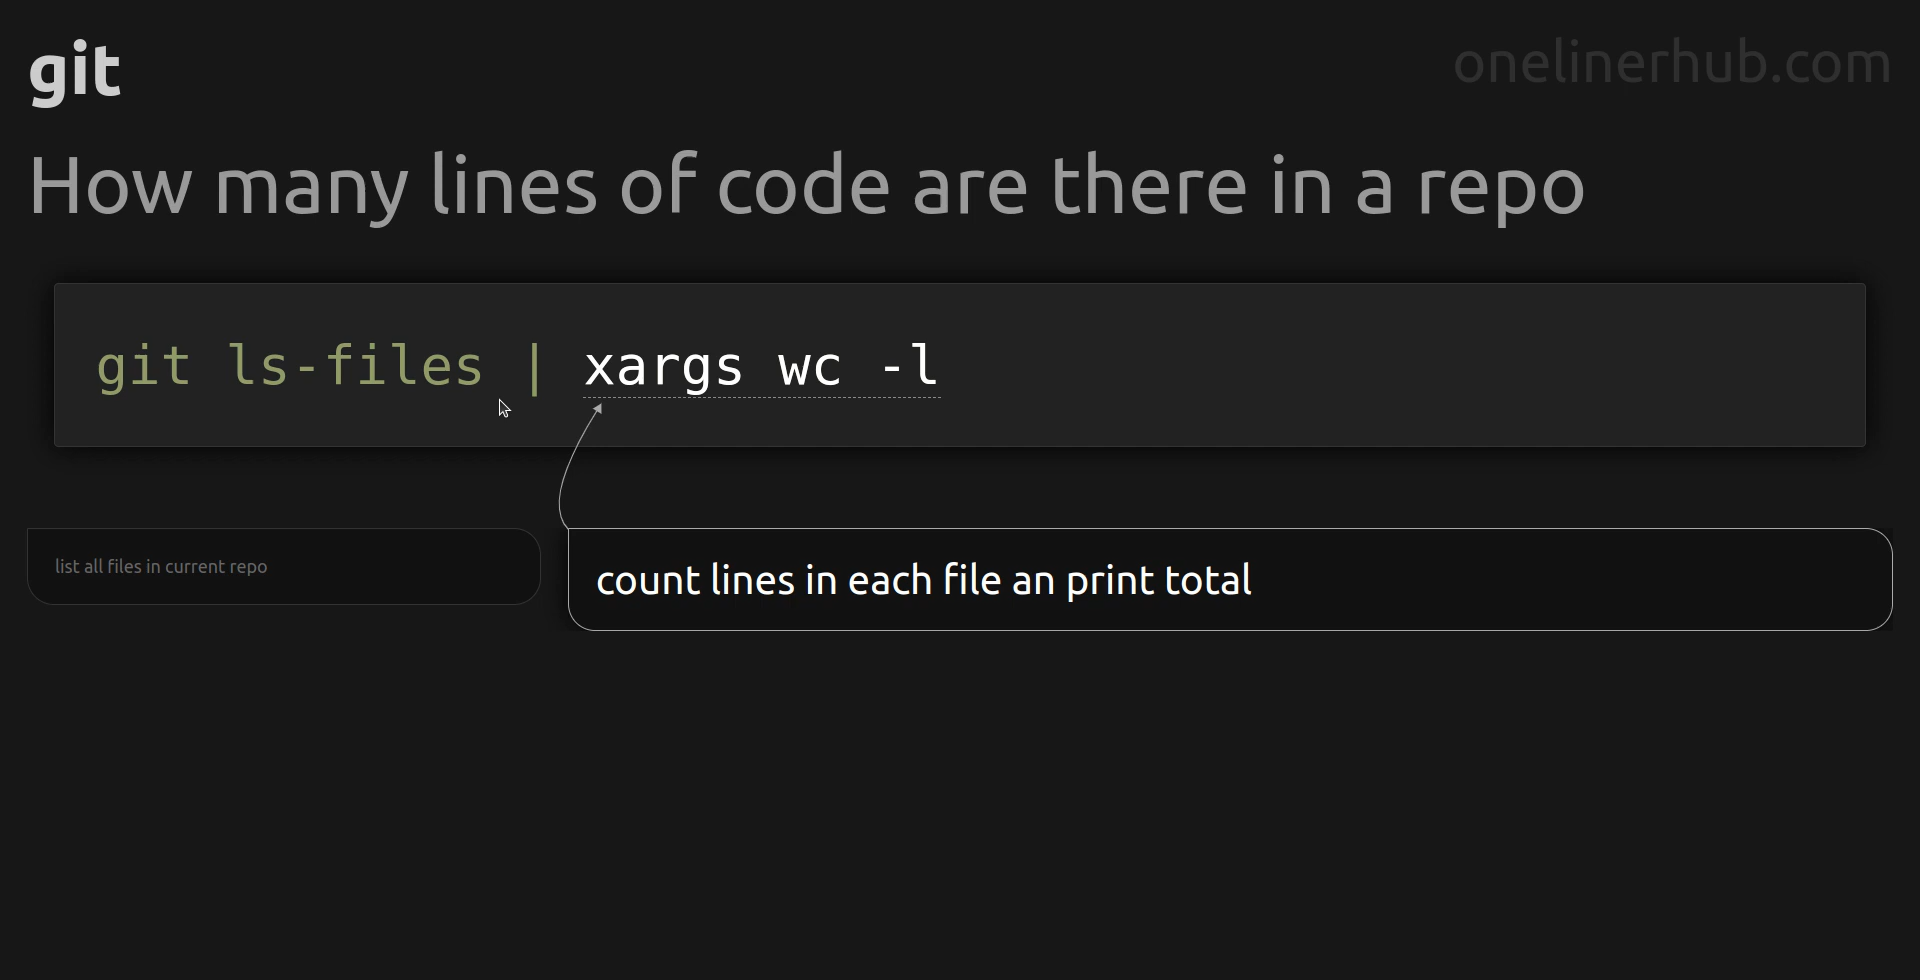 git
onelinerhub.com
How many lines of code are there in a repo
git ls-files | xargs wc -l
list all files in current repo
count lines in each file an print total